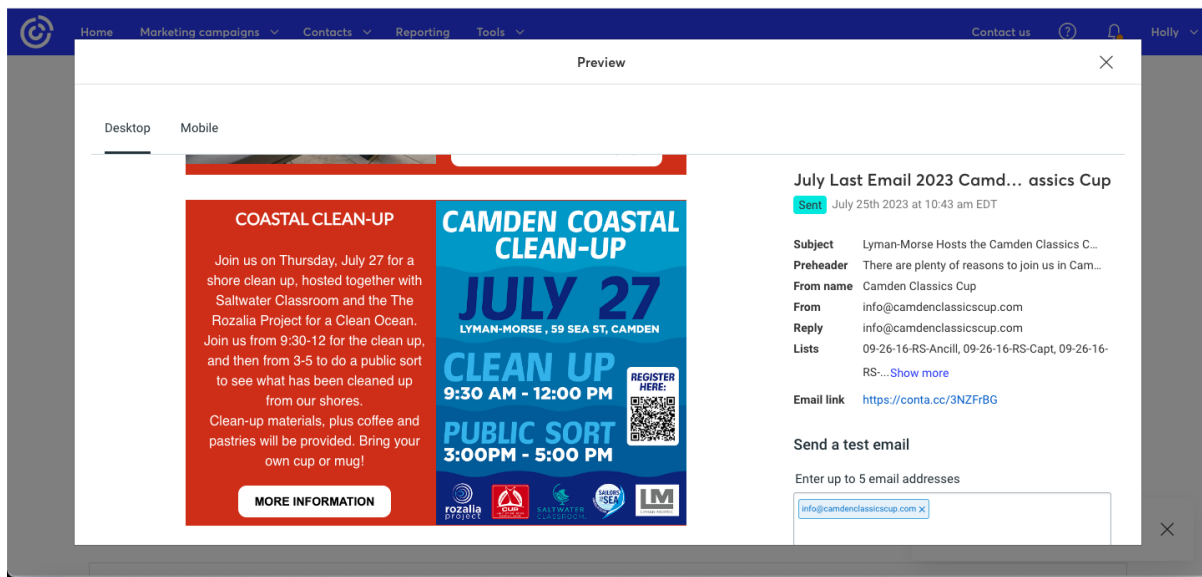 Home Marketing campaigns Contacts Reporting Tools Contact us ? Holly
Preview
Desktop Mobile
COASTAL CLEAN-UP
Join us on Thursday, July 27 for a
shore clean up, hosted together with
Saltwater Classroom and the The
Rozalia Project for a Clean Ocean.
Join us from 9:30-12 for the clean up,
and then from 3-5 to do a public sort
to see what has been cleaned up
from our shores.
Clean-up materials, plus coffee and
pastries will be provided. Bring your
own cup or mug!
MORE INFORMATION
CAMDEN COASTAL
CLEAN-UP
JULY 27
LYMAN-MORSE , 59 SEA ST, CAMDEN
CLEAN UP
9:30 AM - 12:00 PM
REGISTER
HERE:
PUBLIC SORT
3:00PM - 5:00 PM
rozalia
project
CUP
SALTWATER
CLASSROOM
SAILORS
for the
SEA
LM
July Last Email 2023 Camd... assics Cup
Sent July 25th 2023 at 10:43 am EDT
Subject Lyman-Morse Hosts the Camden Classics C...
Preheader There are plenty of reasons to join us in Cam...
From name Camden Classics Cup
From info@camdenclassicscup.com
Reply info@camdenclassicscup.com
Lists 09-26-16-RS-Ancill, 09-26-16-RS-Capt, 09-26-16-
RS-...Show more
Email link https://conta.cc/3NZFrBG
Send a test email
Enter up to 5 email addresses
info@camdenclassicscup.com